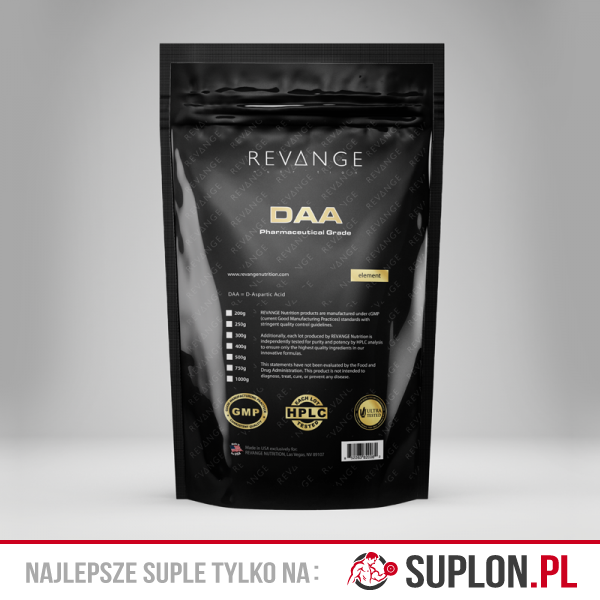 REVANGE
DAA
Pharmaceutical Grade
www.revangenutrition.com
element
DAA = D-Aspartic Acid
200g
250g
300g
400g
500g
750g
1000g
REVANGE Nutrition products are manufactured under cGMP
(current Good Manufacturing Practices) standards with
stringent quality control guidelines.
Additionally, each lot produced by REVANGE Nutrition is
independently tested for purity and potency by HPLC analysis
to ensure only the highest-quality ingredients in our
innovative formulas.
This statements have not been evaluated by the Food and
Drug Administration. This product is not intended to
diagnose, treat, cure, or prevent any disease.
GMP
EACH LOT
HPLC
TESTED
ULTRA
TESTED
Made in USA exclusively for:
REVANGE NUTRITION, Las Vegas, NV 89107
NAJLEPSZE SUPLE TYLKO NA:
SUPLON.PL